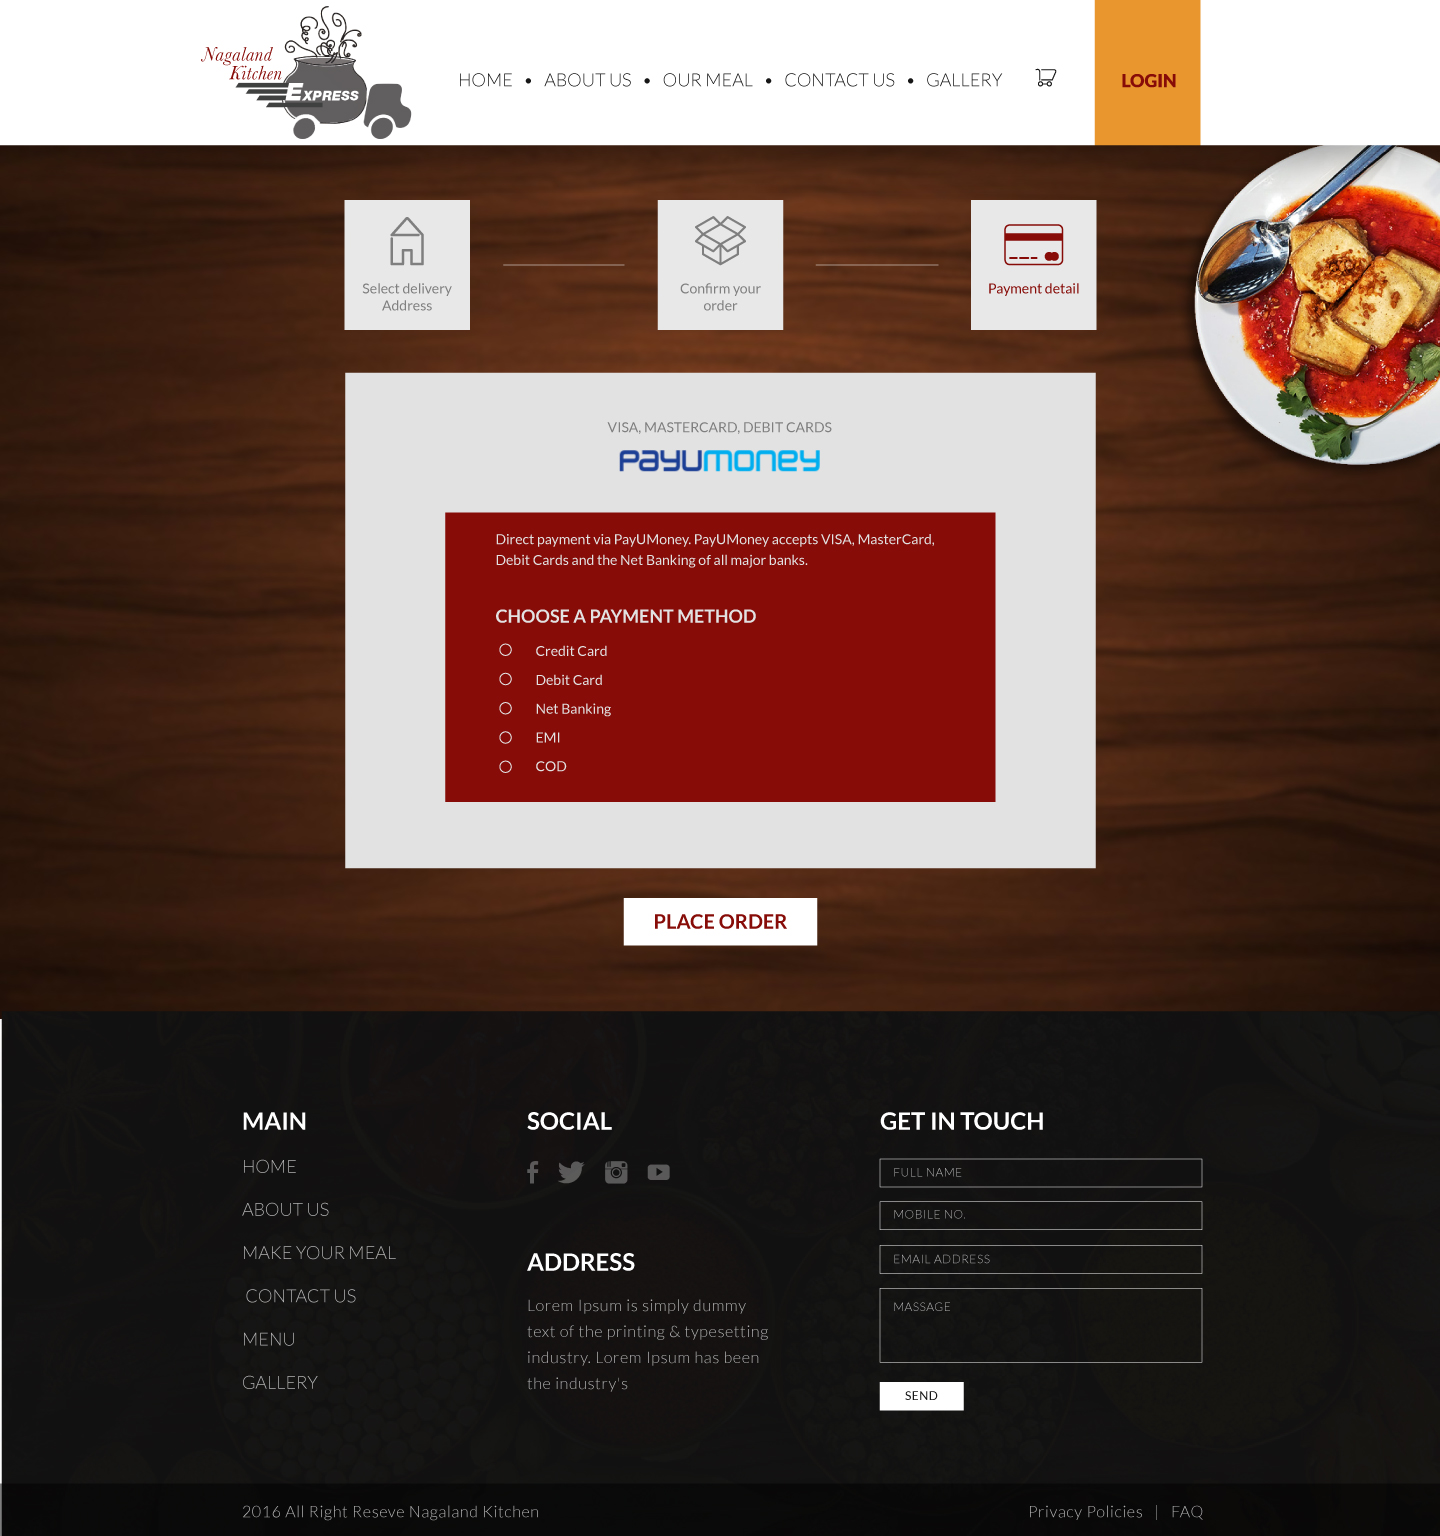 Nagaland
Kitchen
EXPRESS
HOME • ABOUT US • OUR MEAL • CONTACT US • GALLERY
LOGIN
Select delivery
Address
Confirm your
order
Payment detail
VISA, MASTERCARD, DEBIT CARDS
PayUmoney
Direct payment via PayUMoney. PayUMoney accepts VISA, MasterCard,
Debit Cards and the Net Banking of all major banks.
CHOOSE A PAYMENT METHOD
Credit Card
Debit Card
Net Banking
EMI
COD
PLACE ORDER
MAIN
HOME
ABOUT US
MAKE YOUR MEAL
CONTACT US
MENU
GALLERY
SOCIAL
ADDRESS
Lorem Ipsum is simply dummy
text of the printing & typesetting
industry. Lorem Ipsum has been
the industry's
GET IN TOUCH
FULL NAME
MOBILE NO.
EMAIL ADDRESS
MASSAGE
SEND
2016 All Right Reseve Nagaland Kitchen
Privacy Policies | FAQ